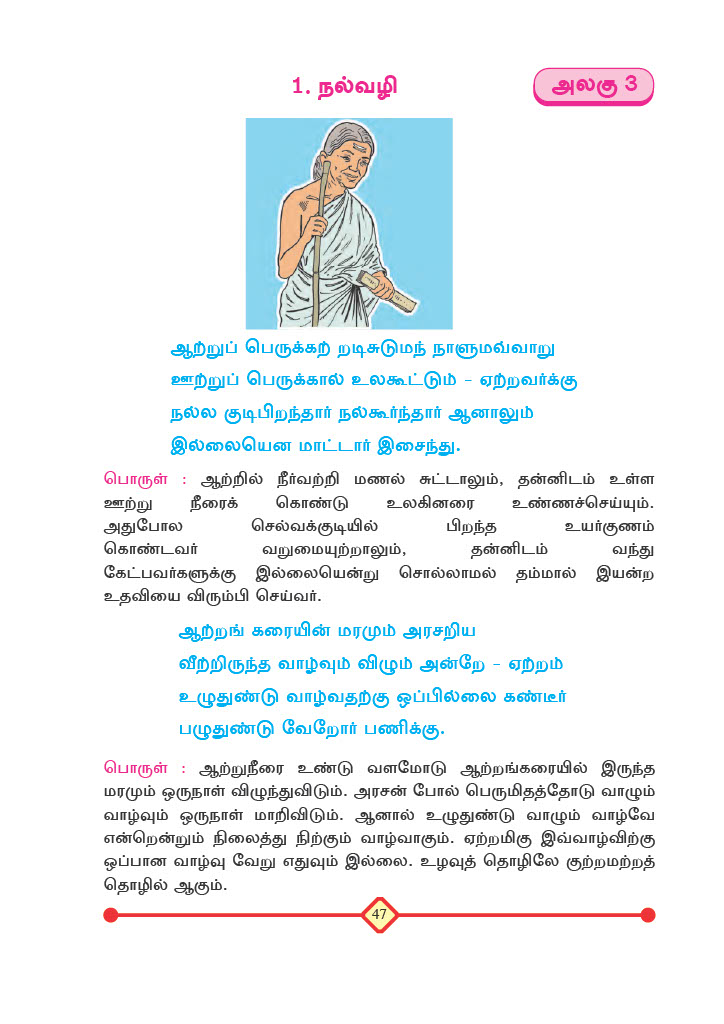 1. நல்வழி
அலகு 3
ஆற்றுப் பெருக்கற் றடிசுடுமந் நாளுமவ்வாறு
ஊற்றுப் பெருக்கால் உலகூட்டும் – ஏற்றவர்க்கு
நல்ல குடிபிறந்தார் நல்கூர்ந்தார் ஆனாலும்
இல்லையென மாட்டார் இசைந்து.
பொருள் : ஆற்றில் நீர்வற்றி மணல் சுட்டாலும், தன்னிடம் உள்ள
ஊற்று நீரைக் கொண்டு உலகினரை உண்ணச்செய்யும்.
அதுபோல செல்வக்குடியில் பிறந்த உயர்குணம்
கொண்டவர் வறுமையுற்றாலும், தன்னிடம் வந்து
கேட்பவர்களுக்கு இல்லையென்று சொல்லாமல் தம்மால் இயன்ற
உதவியை விரும்பி செய்வர்.
ஆற்றங் கரையின் மரமும் அரசறிய
வீற்றிருந்த வாழ்வும் விழும் அன்றே – ஏற்றம்
உழுதுண்டு வாழ்வதற்கு ஒப்பில்லை கண்டீர்
பழுதுண்டு வேறோர் பணிக்கு.
பொருள் : ஆற்றுநீரை உண்டு வளமோடு ஆற்றங்கரையில் இருந்த
மரமும் ஒருநாள் விழுந்துவிடும். அரசன் போல் பெருமிதத்தோடு வாழும்
வாழ்வும் ஒருநாள் மாறிவிடும். ஆனால் உழுதுண்டு வாழும் வாழ்வே
என்றென்றும் நிலைத்து நிற்கும் வாழ்வாகும். ஏற்றமிகு இவ்வாழ்விற்கு
ஒப்பான வாழ்வு வேறு எதுவும் இல்லை. உழவுத் தொழிலே குற்றமற்றத்
தொழில் ஆகும்.
47